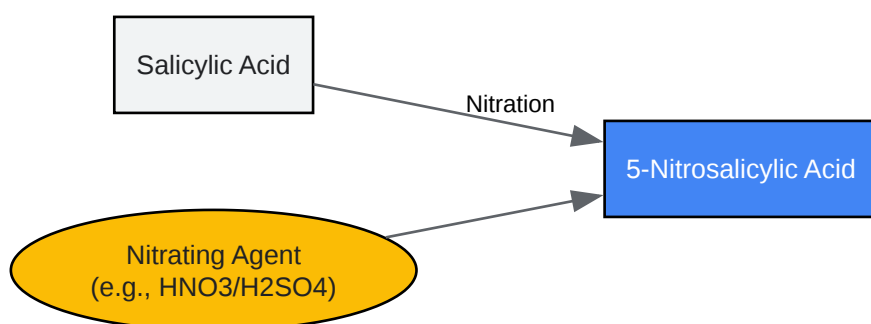 Salicylic Acid
Nitration
5-Nitrosalicylic Acid
Nitrating Agent
(e.g., HNO3/H2SO4)